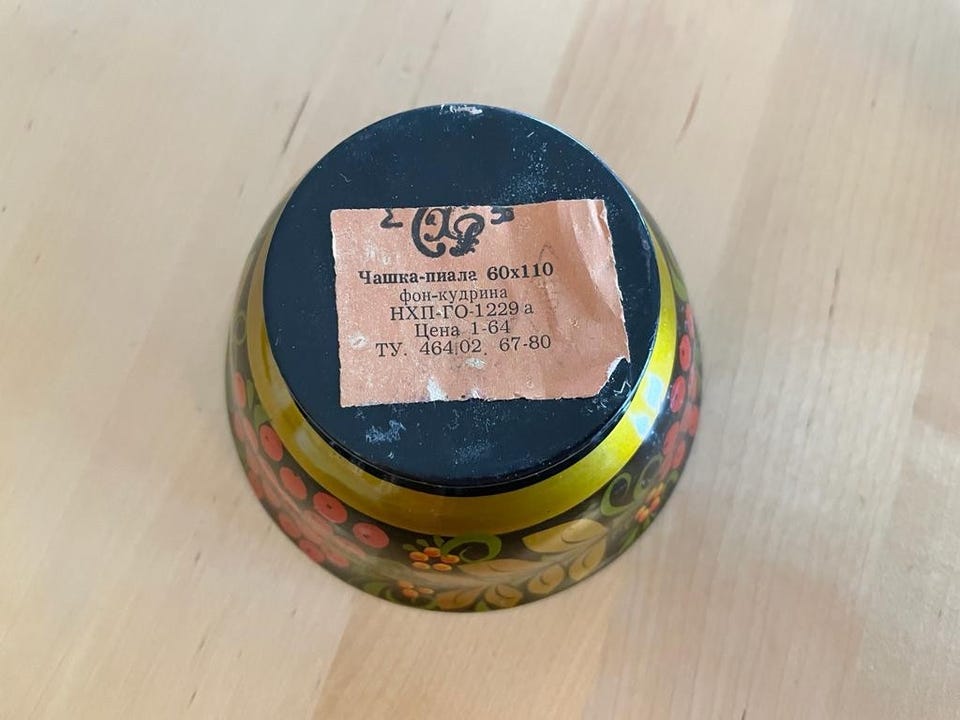 Чашка-пиала 60х110
фон-кудрина
НХП-ГО-1229 а
Цена 1-64
ТУ. 464.02. 67-80